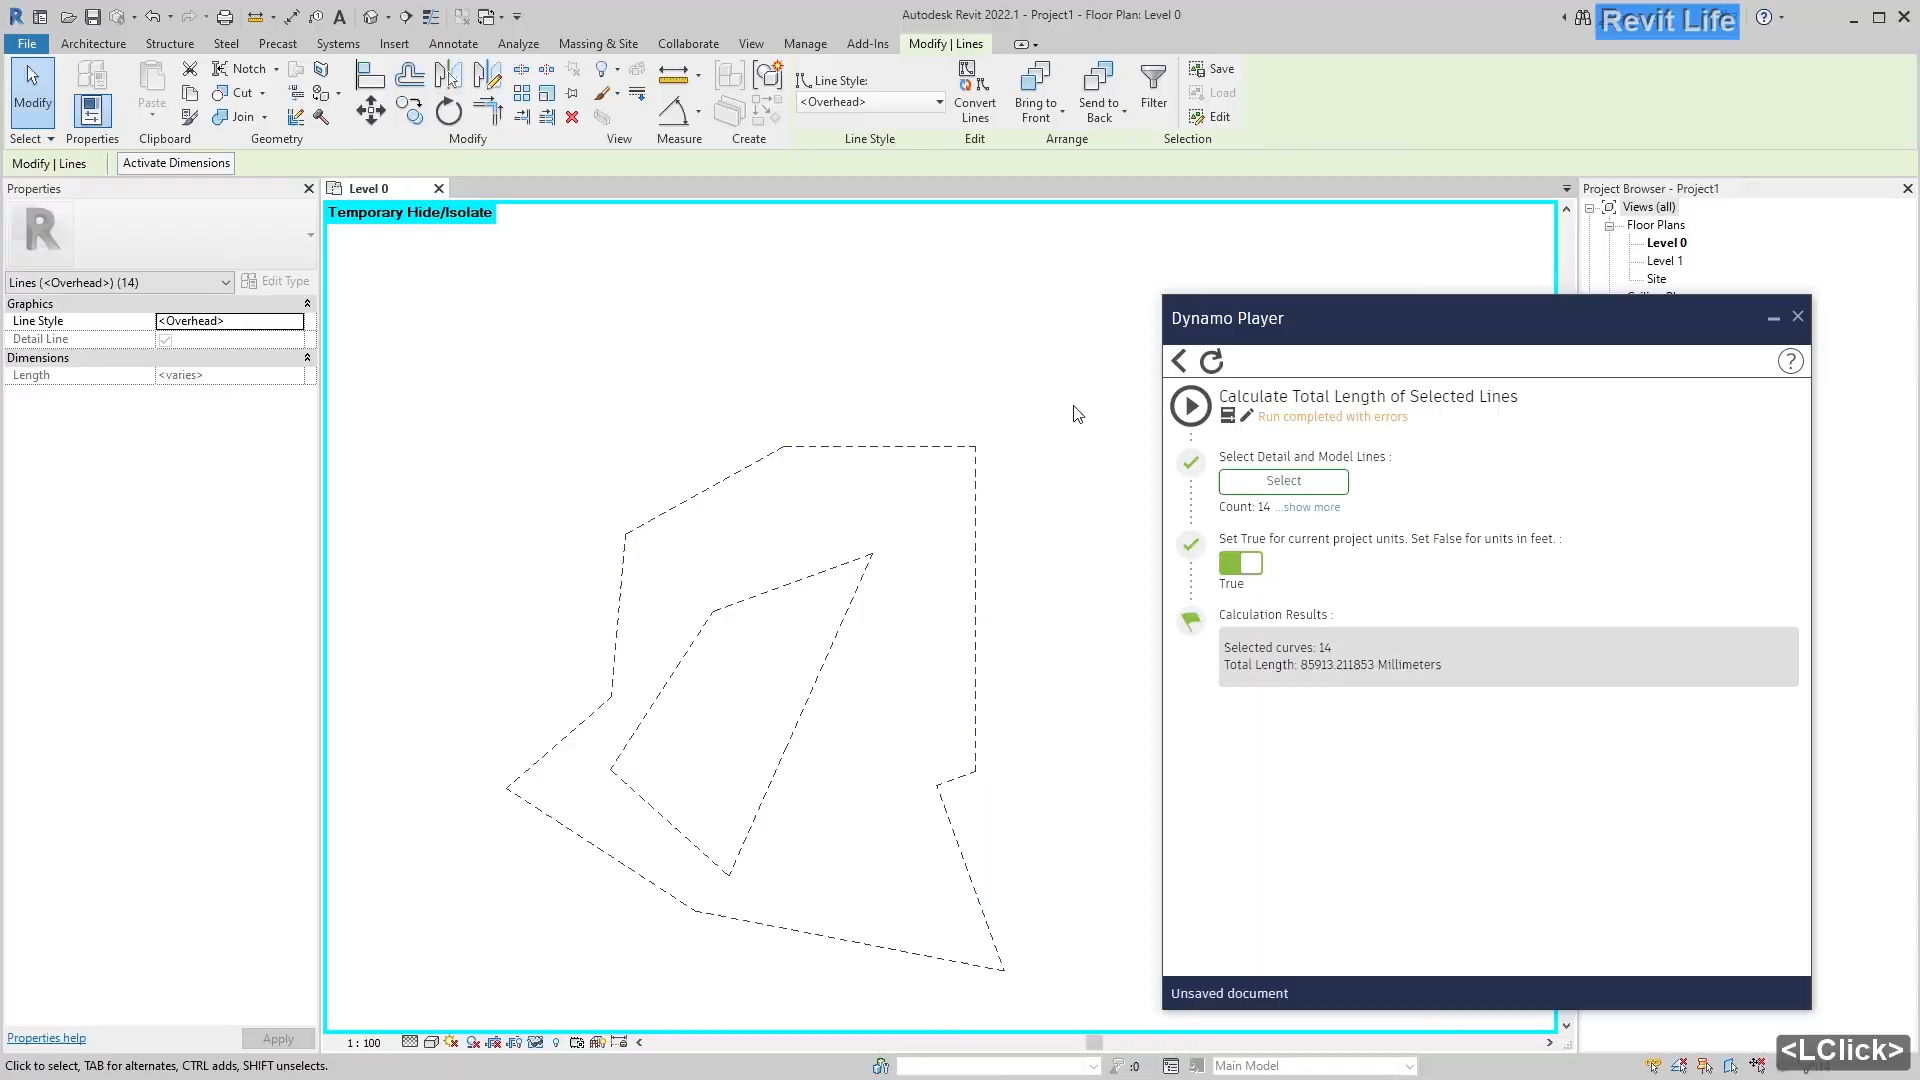 Autodesk Revit 2022.1 - Project1 - Floor Plan: Level 0
Revit Life
File Architecture Structure Steel Precast Systems Insert Annotate Analyze Massing & Site Collaborate View Manage Add-Ins Modify | Lines
Modify
Paste
Notch
Cut
Join
Line Style:
<Overhead>
Convert Lines
Bring to Front
Send to Back
Filter
Save
Load
Edit
Select Properties Clipboard Geometry Modify View Measure Create Line Style Edit Arrange Selection
Modify | Lines Activate Dimensions
Properties
Level 0
Project Browser - Project1
Temporary Hide/Isolate
Views (all)
Floor Plans
Level 0
Level 1
Site
Lines (<Overhead>) (14) Edit Type
Graphics
Line Style <Overhead>
Detail Line
Dimensions
Length <varies>
Dynamo Player
Calculate Total Length of Selected Lines
Run completed with errors
Select Detail and Model Lines :
Select
Count: 14 ...show more
Set True for current project units. Set False for units in feet. :
True
Calculation Results :
Selected curves: 14
Total Length: 85913.211853 Millimeters
Unsaved document
Properties help Apply
1 : 100
Click to select, TAB for alternates, CTRL adds, SHIFT unselects.
:0
Main Model
<LClick>